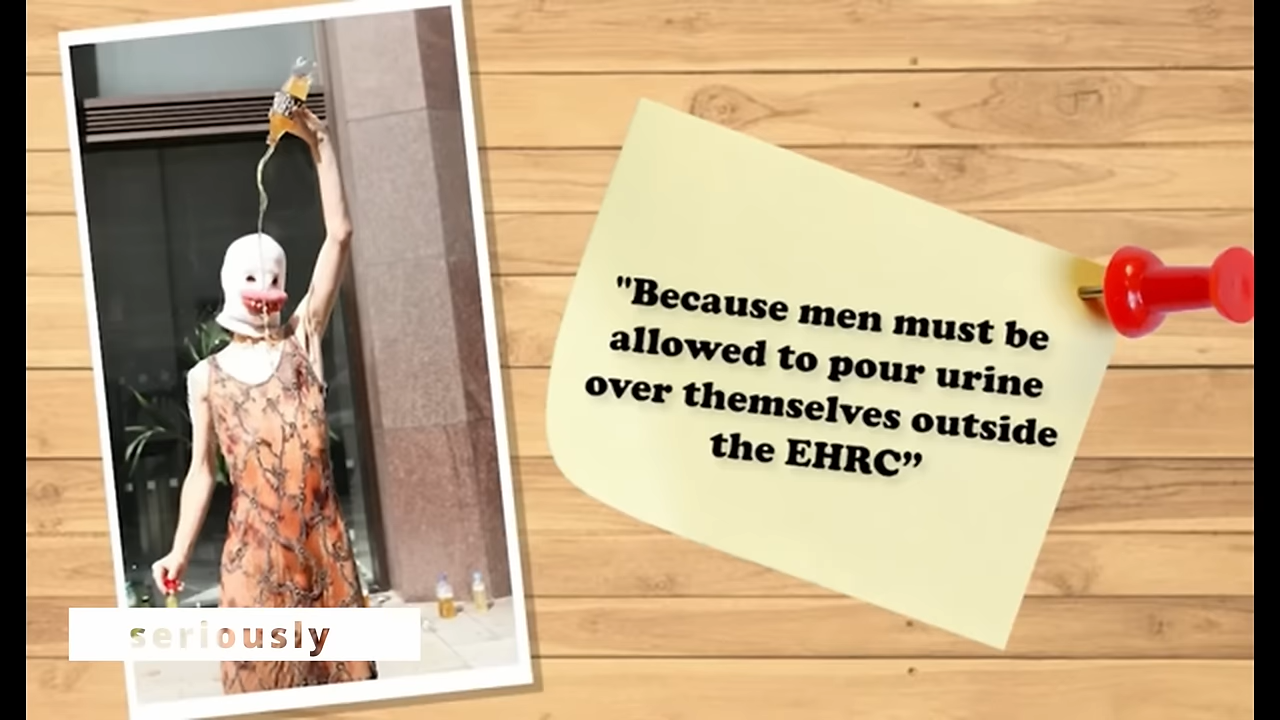 "Because men must be
allowed to pour urine
over themselves outside
the EHRC”
seriously